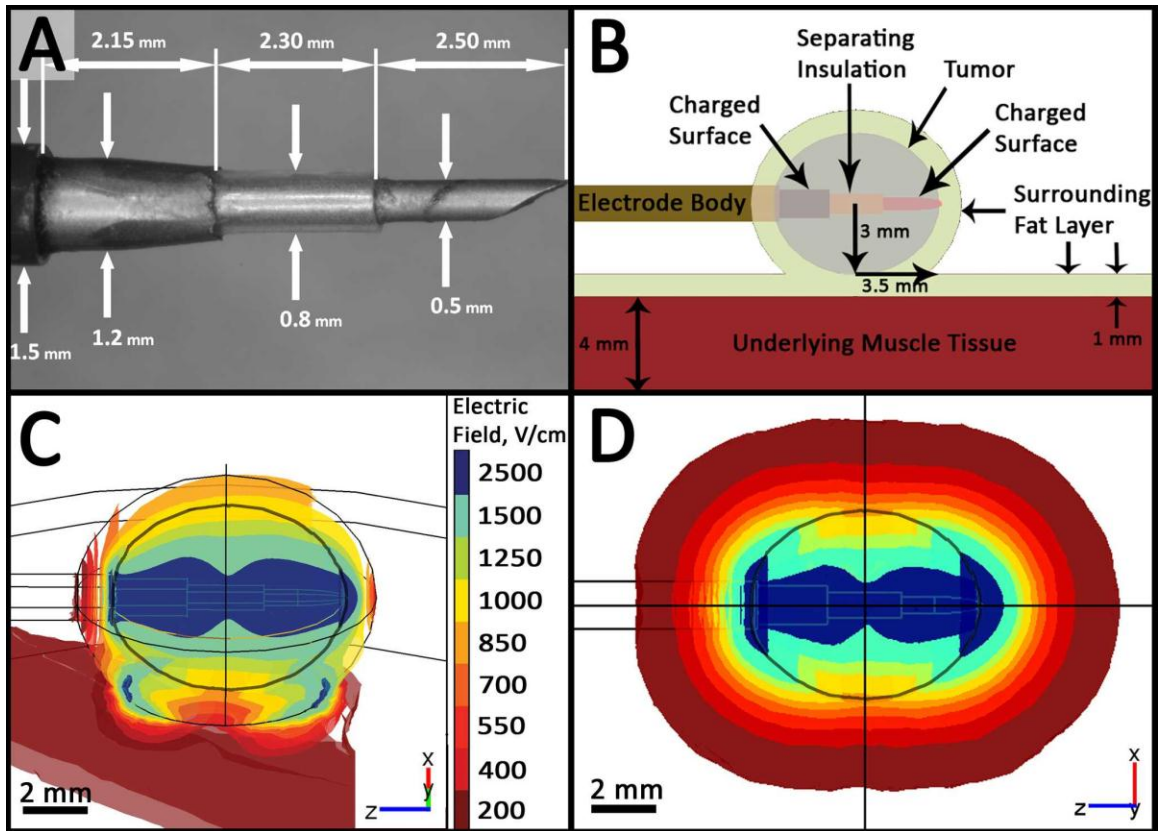 A
2.15 mm
2.30 mm
2.50 mm
1.5 mm
1.2 mm
0.8 mm
0.5 mm
B
Separating
Insulation
Tumor
Charged
Surface
Charged
Surface
Electrode Body
Surrounding
Fat Layer
3 mm
3.5 mm
4 mm
Underlying Muscle Tissue
1 mm
C
Electric
Field, V/cm
2500
1500
1250
1000
850
700
550
400
200
2 mm
x
y
z
D
2 mm
x
y
z